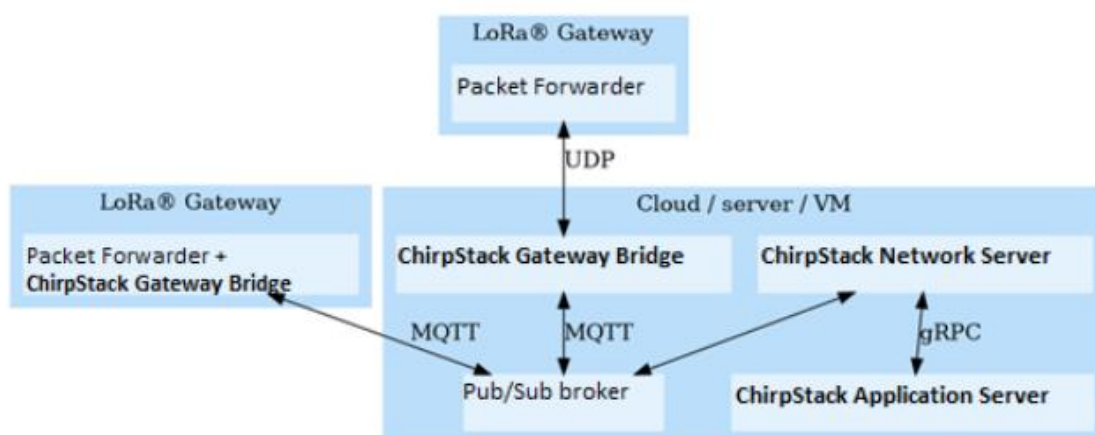 LoRa® Gateway
Packet Forwarder
UDP
LoRa® Gateway
Packet Forwarder +
ChirpStack Gateway Bridge
Cloud / server / VM
ChirpStack Gateway Bridge
ChirpStack Network Server
MQTT
MQTT
gRPC
Pub/Sub broker
ChirpStack Application Server